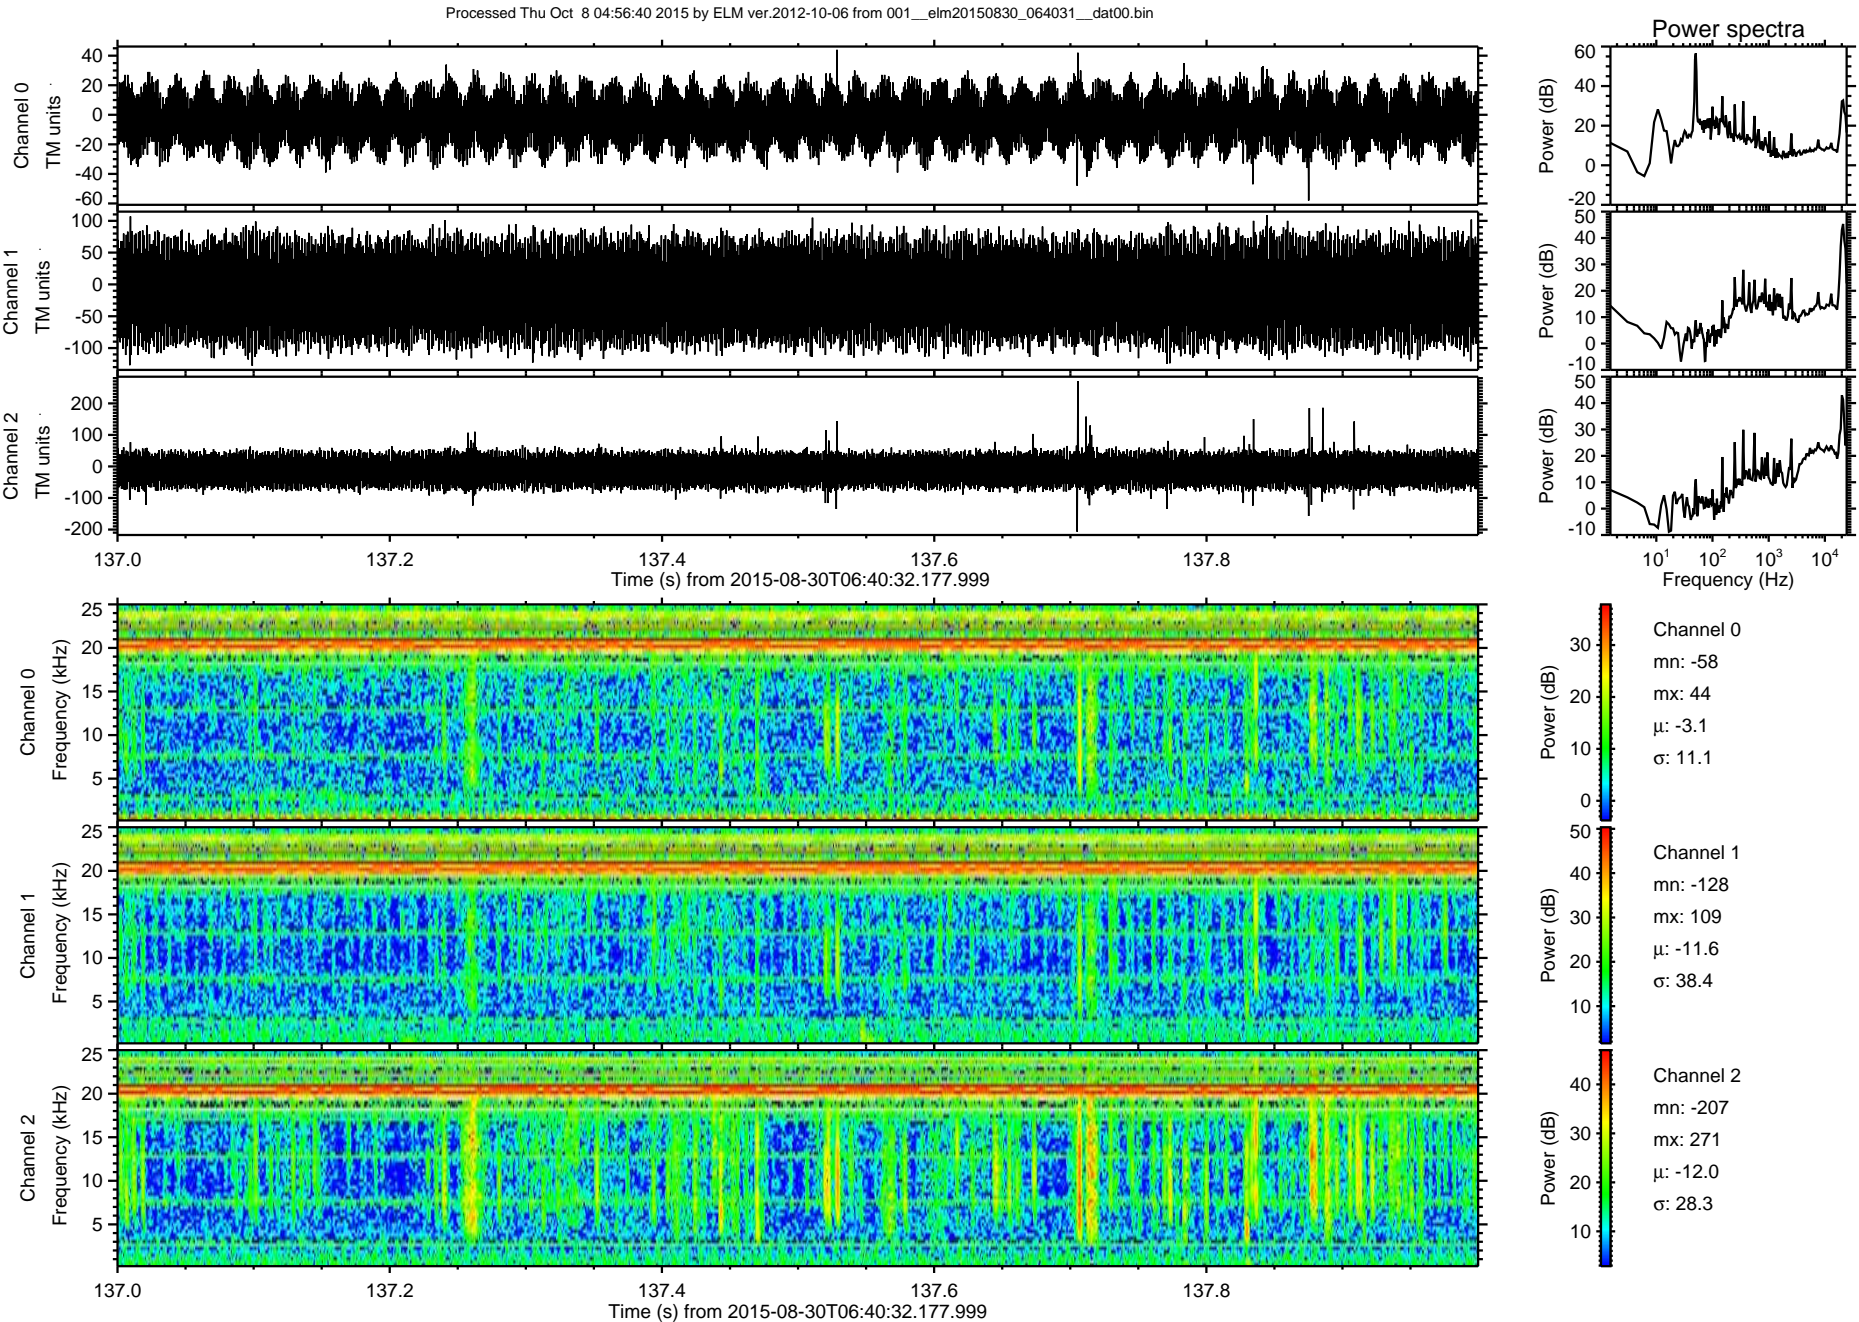 Processed Thu Oct  8 04:56:40 2015 by ELM ver.2012-10-06 from 001__elm20150830_064031__dat00.bin
Power spectra
Channel 0
TM units
40
20
0
-20
-40
-60
Power (dB)
60
40
20
0
-20
Channel 1
TM units
100
50
0
-50
-100
Power (dB)
50
40
30
20
10
0
-10
Channel 2
TM units
200
100
0
-100
-200
Power (dB)
50
40
30
20
10
0
-10
137.0 137.2 137.4 137.6 137.8
Time (s) from 2015-08-30T06:40:32.177.999
10^1 10^2 10^3 10^4
Frequency (Hz)
Channel 0
Frequency (kHz)
25
20
15
10
5
Power (dB)
30
20
10
0
Channel 0
mn: -58
mx: 44
μ: -3.1
σ: 11.1
Channel 1
Frequency (kHz)
25
20
15
10
5
Power (dB)
50
40
30
20
10
Channel 1
mn: -128
mx: 109
μ: -11.6
σ: 38.4
Channel 2
Frequency (kHz)
25
20
15
10
5
Power (dB)
40
30
20
10
Channel 2
mn: -207
mx: 271
μ: -12.0
σ: 28.3
137.0 137.2 137.4 137.6 137.8
Time (s) from 2015-08-30T06:40:32.177.999